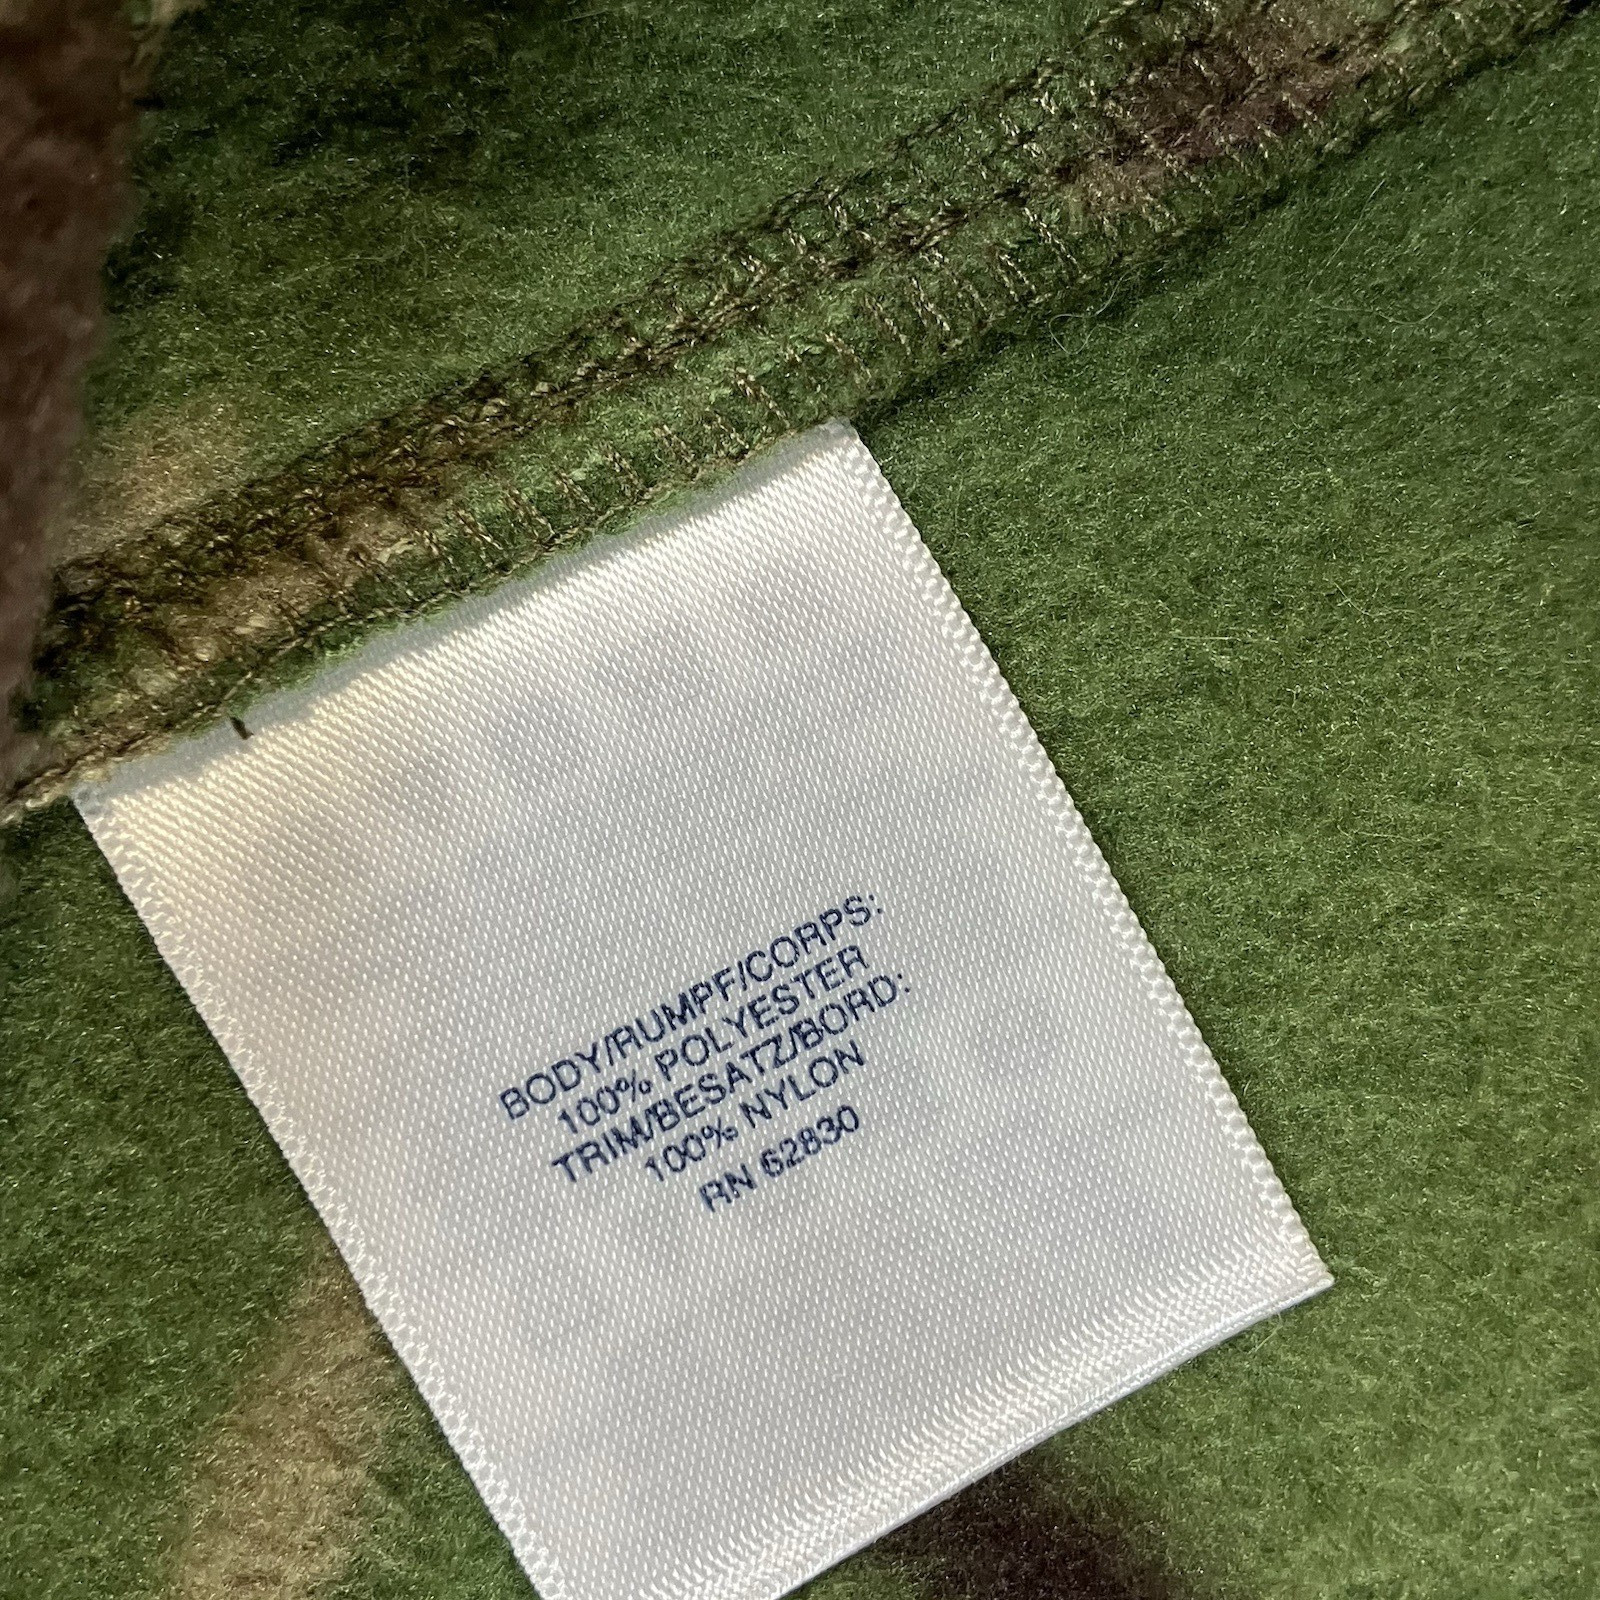 BODY/RUMPF/CORPS:
100% POLYESTER
TRIM/BESATZ/BORD:
100% NYLON
RN 62830